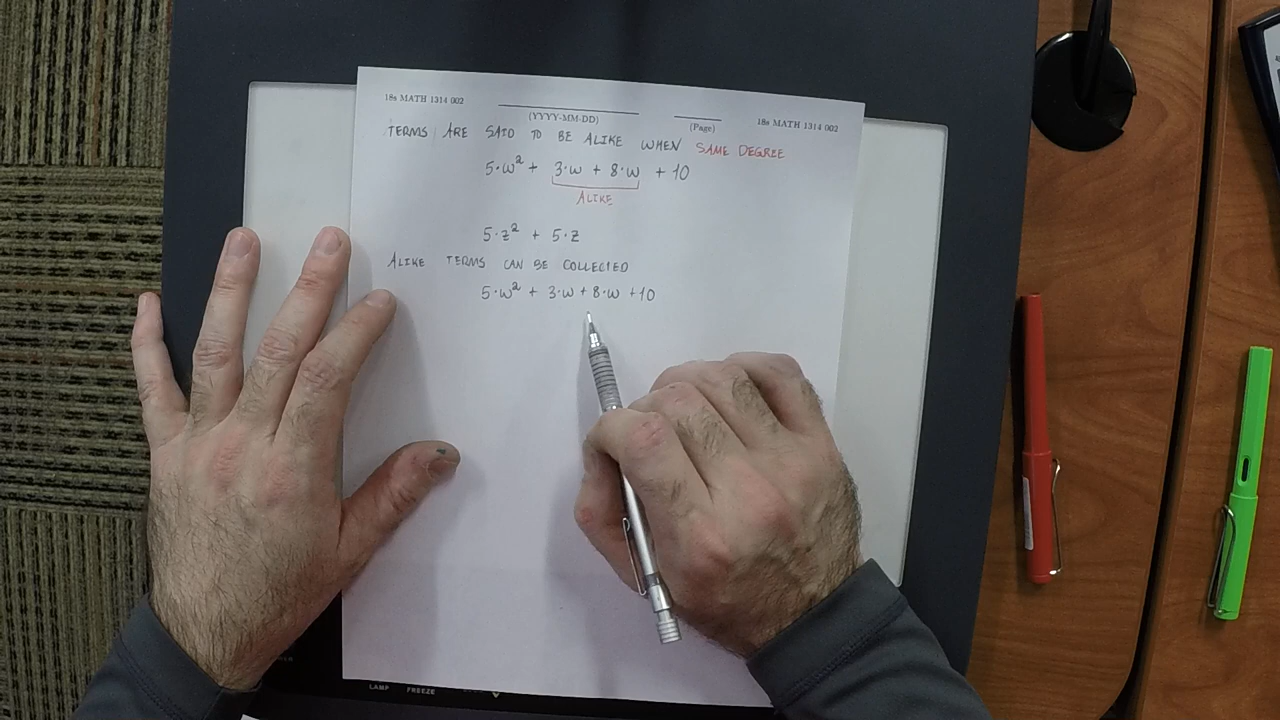 18s MATH 1314 002 (YYYY-MM-DD) (Page) 18s MATH 1314 002
TERMS ARE SAID TO BE ALIKE WHEN SAME DEGREE
5·w² + 3·w + 8·w + 10
ALIKE
5·z² + 5·z
ALIKE TERMS CAN BE COLLECTED
5·w² + 3·w + 8·w + 10
LAMP FREEZE